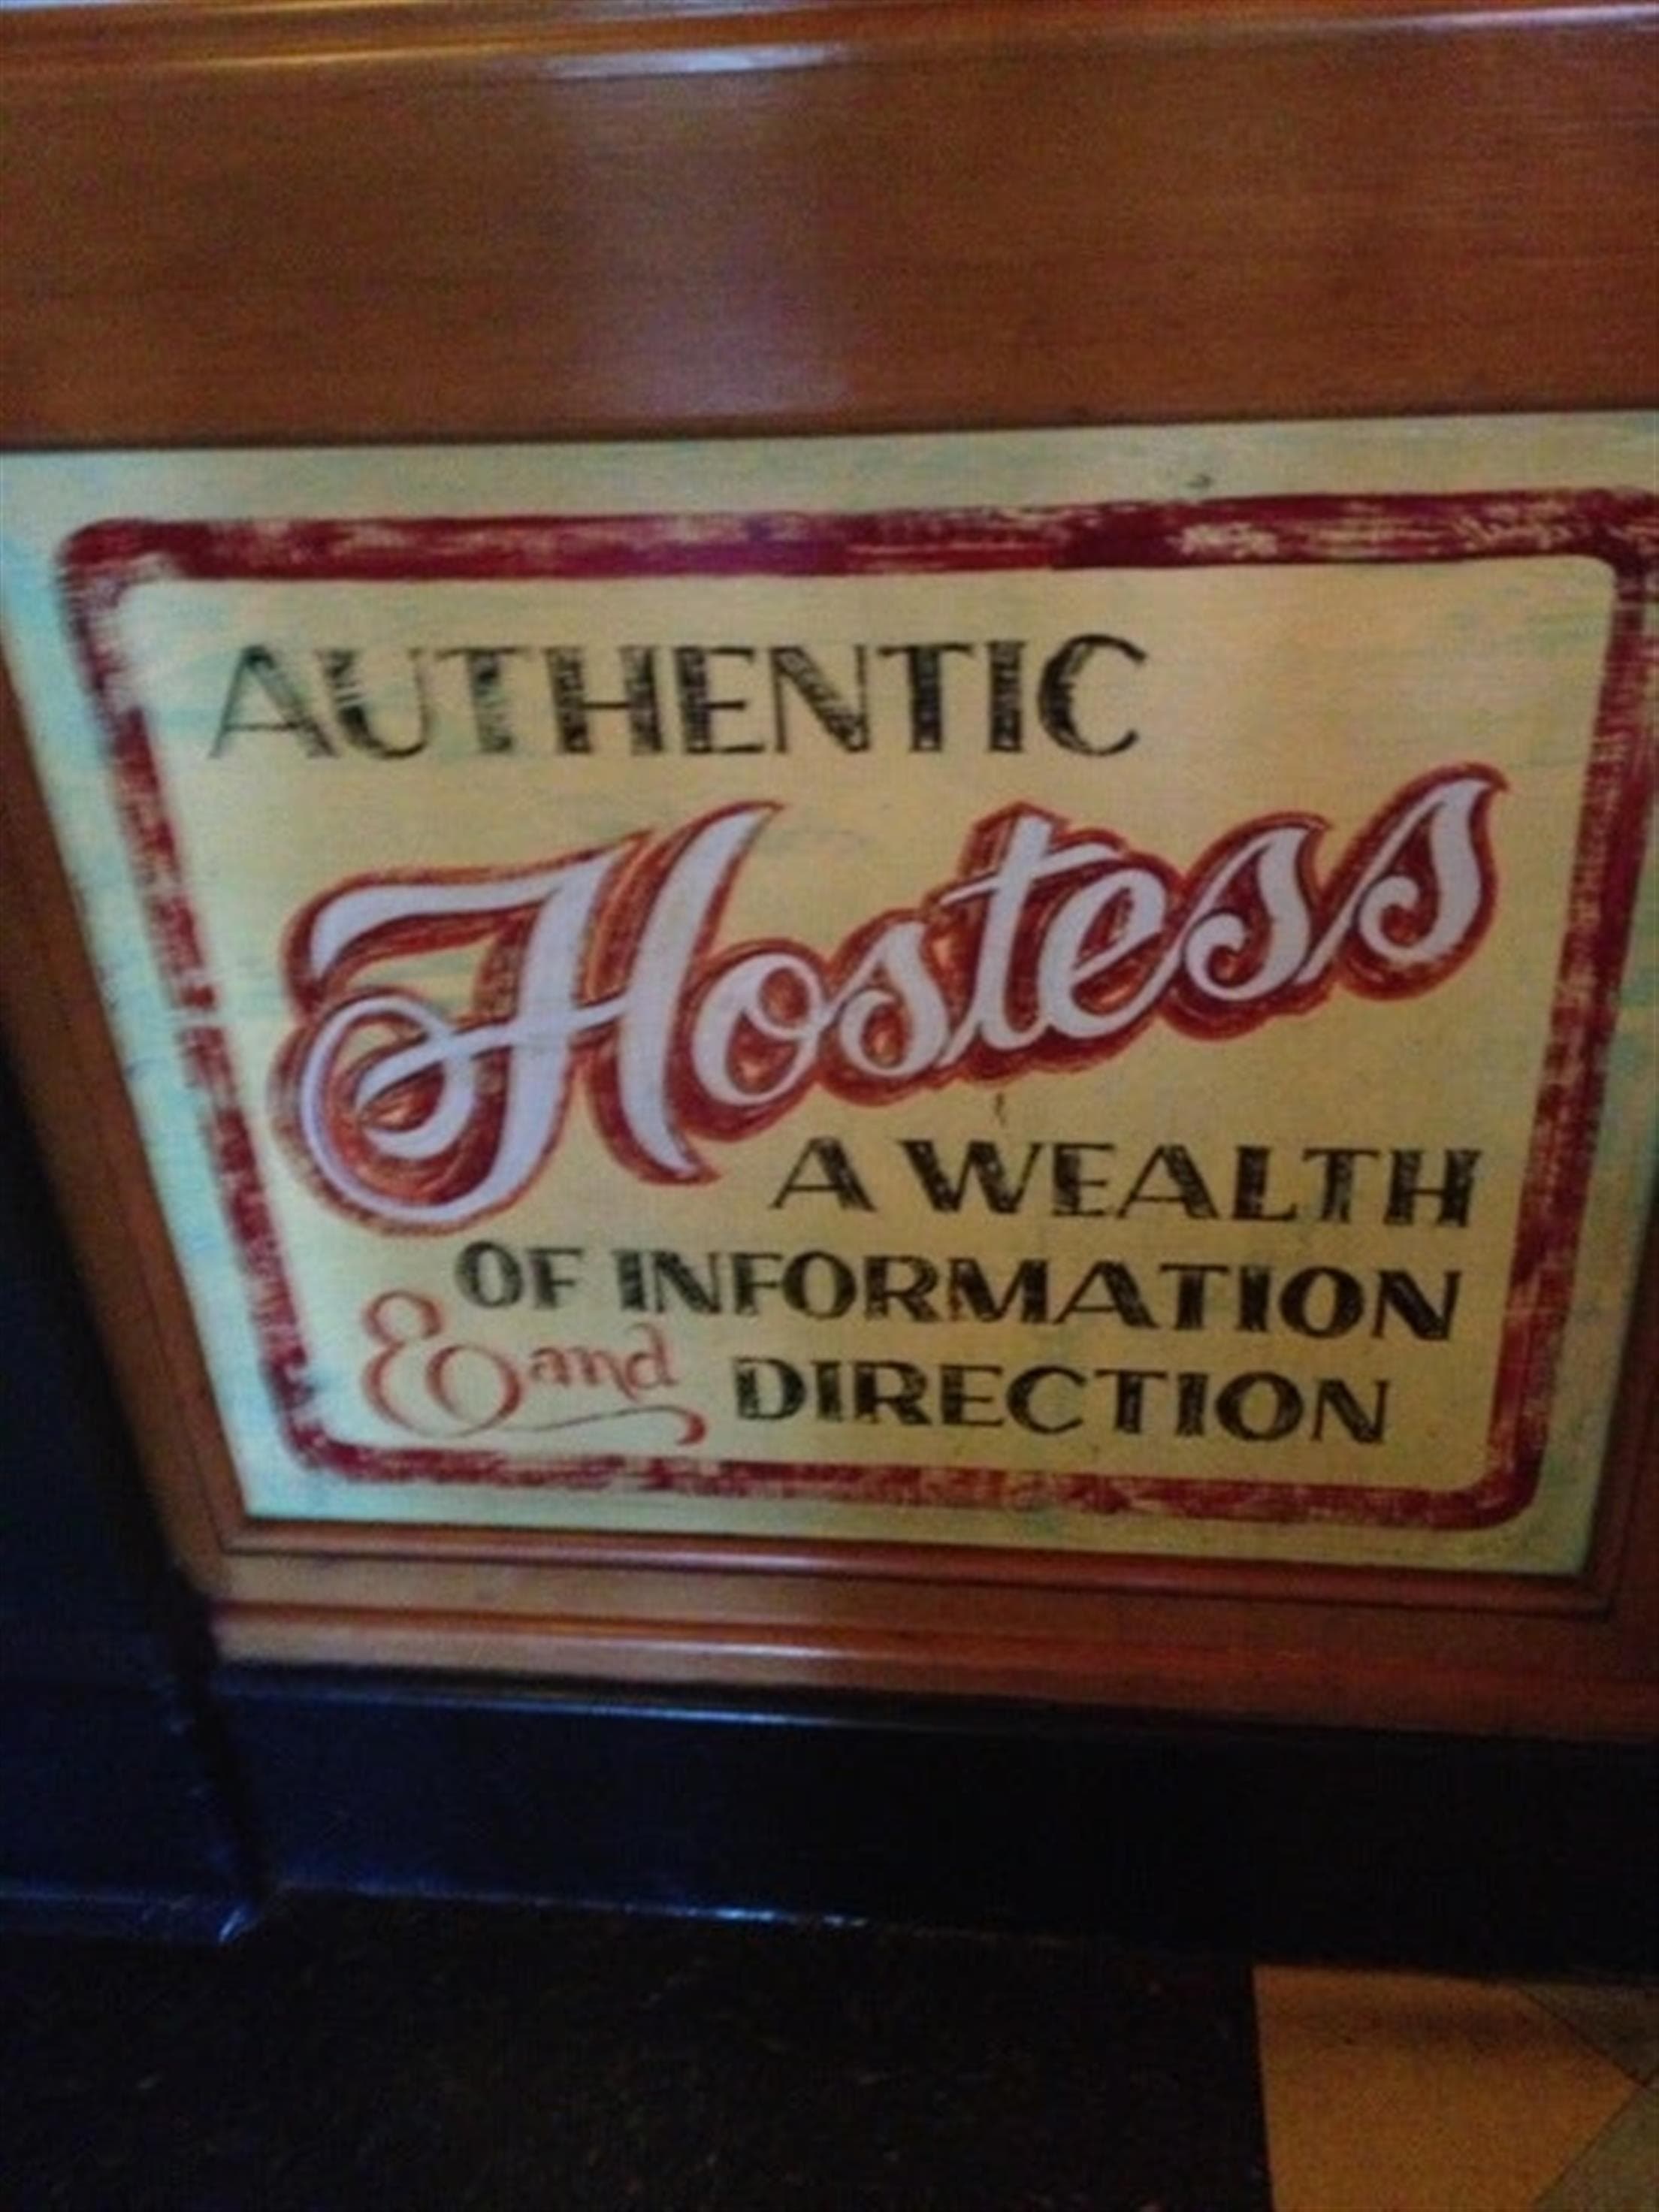 AUTHENTIC
Hostess
A WEALTH
OF INFORMATION
& and DIRECTION